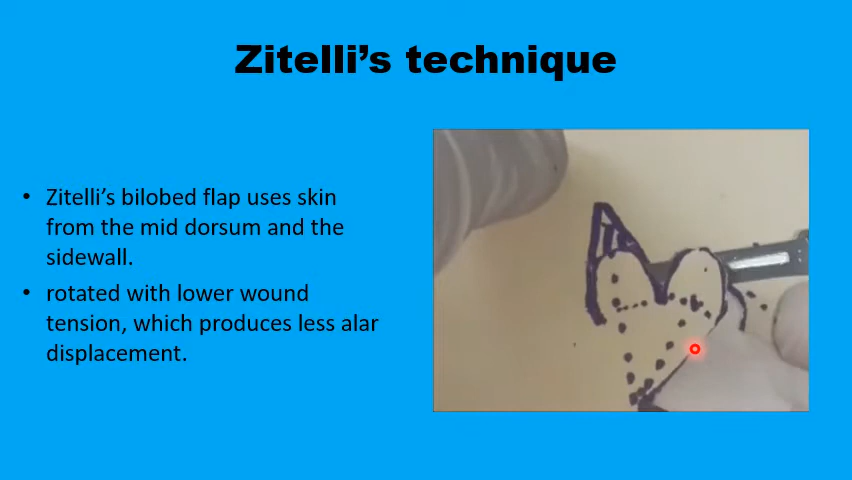 Zitelli’s technique
• Zitelli’s bilobed flap uses skin
from the mid dorsum and the
sidewall.
• rotated with lower wound
tension, which produces less alar
displacement.